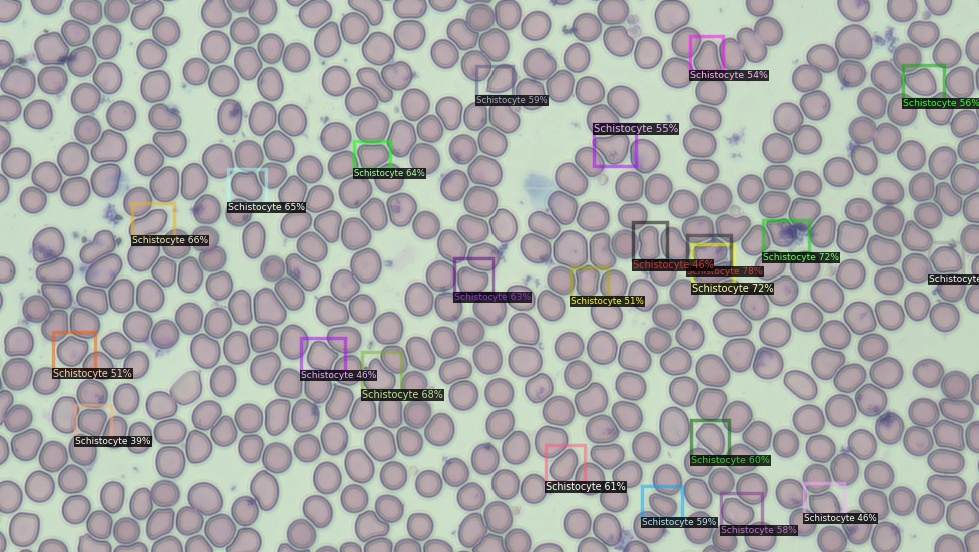 Schistocyte 54%
Schistocyte 59%
Schistocyte 56%
Schistocyte 55%
Schistocyte 64%
Schistocyte 65%
Schistocyte 66%
Schistocyte 72%
Schistocyte 46%
Schistocyte 78%
Schistocyte
Schistocyte 72%
Schistocyte 63%
Schistocyte 51%
Schistocyte 51%
Schistocyte 46%
Schistocyte 68%
Schistocyte 39%
Schistocyte 60%
Schistocyte 61%
Schistocyte 46%
Schistocyte 59%
Schistocyte 58%